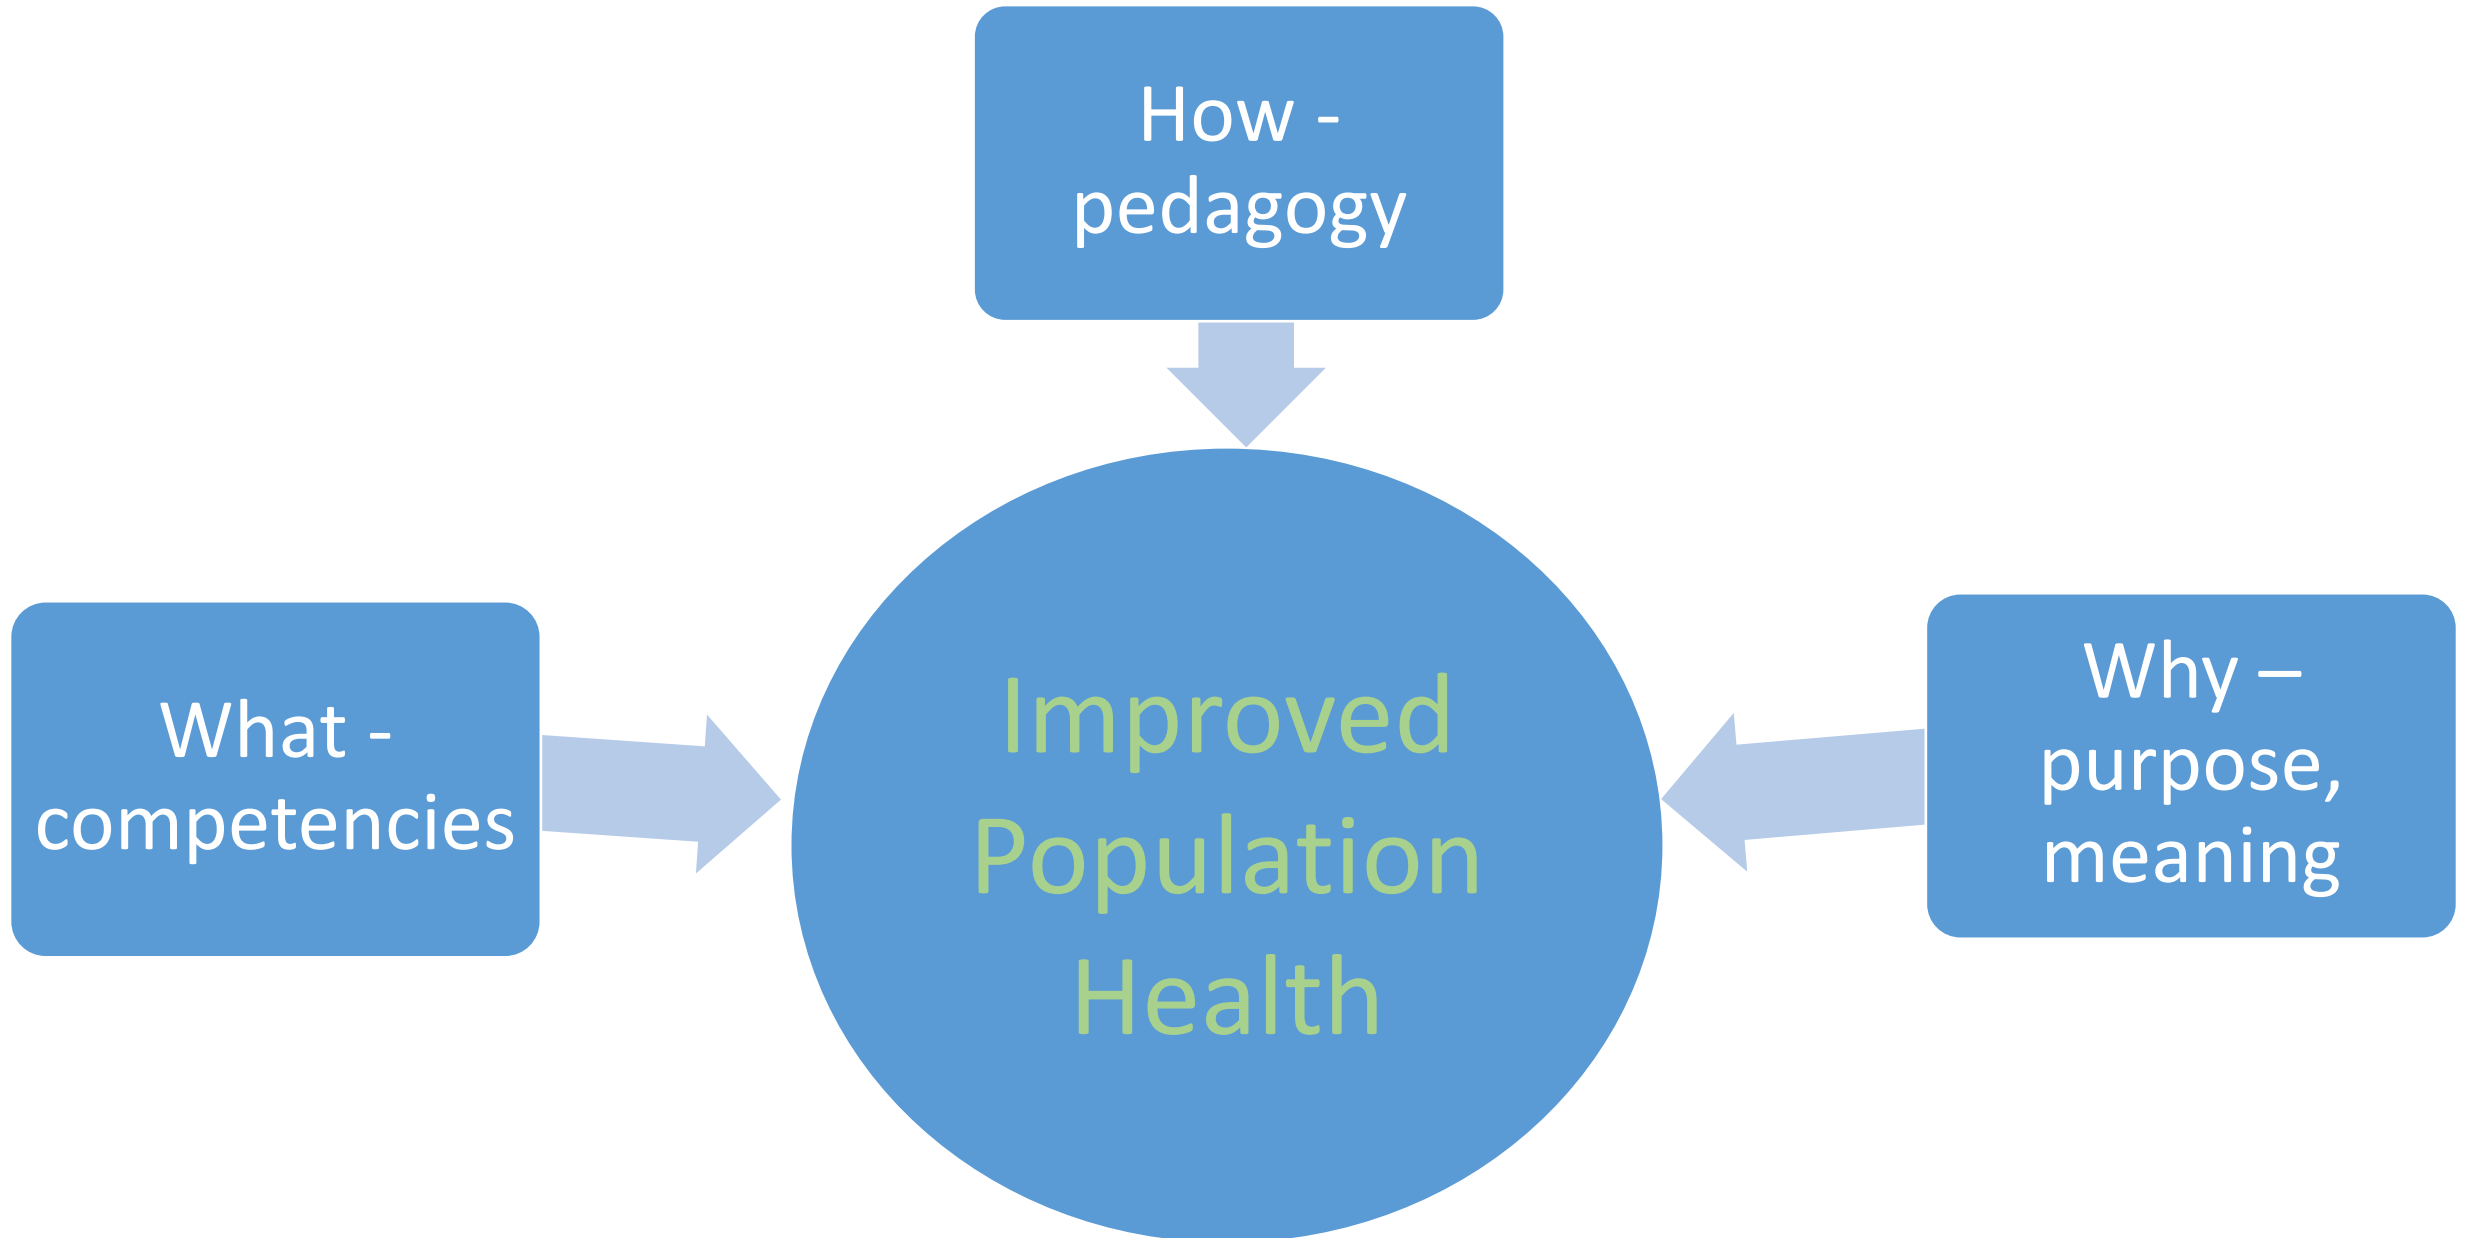 How -
pedagogy
What -
competencies
Improved
Population
Health
Why –
purpose,
meaning